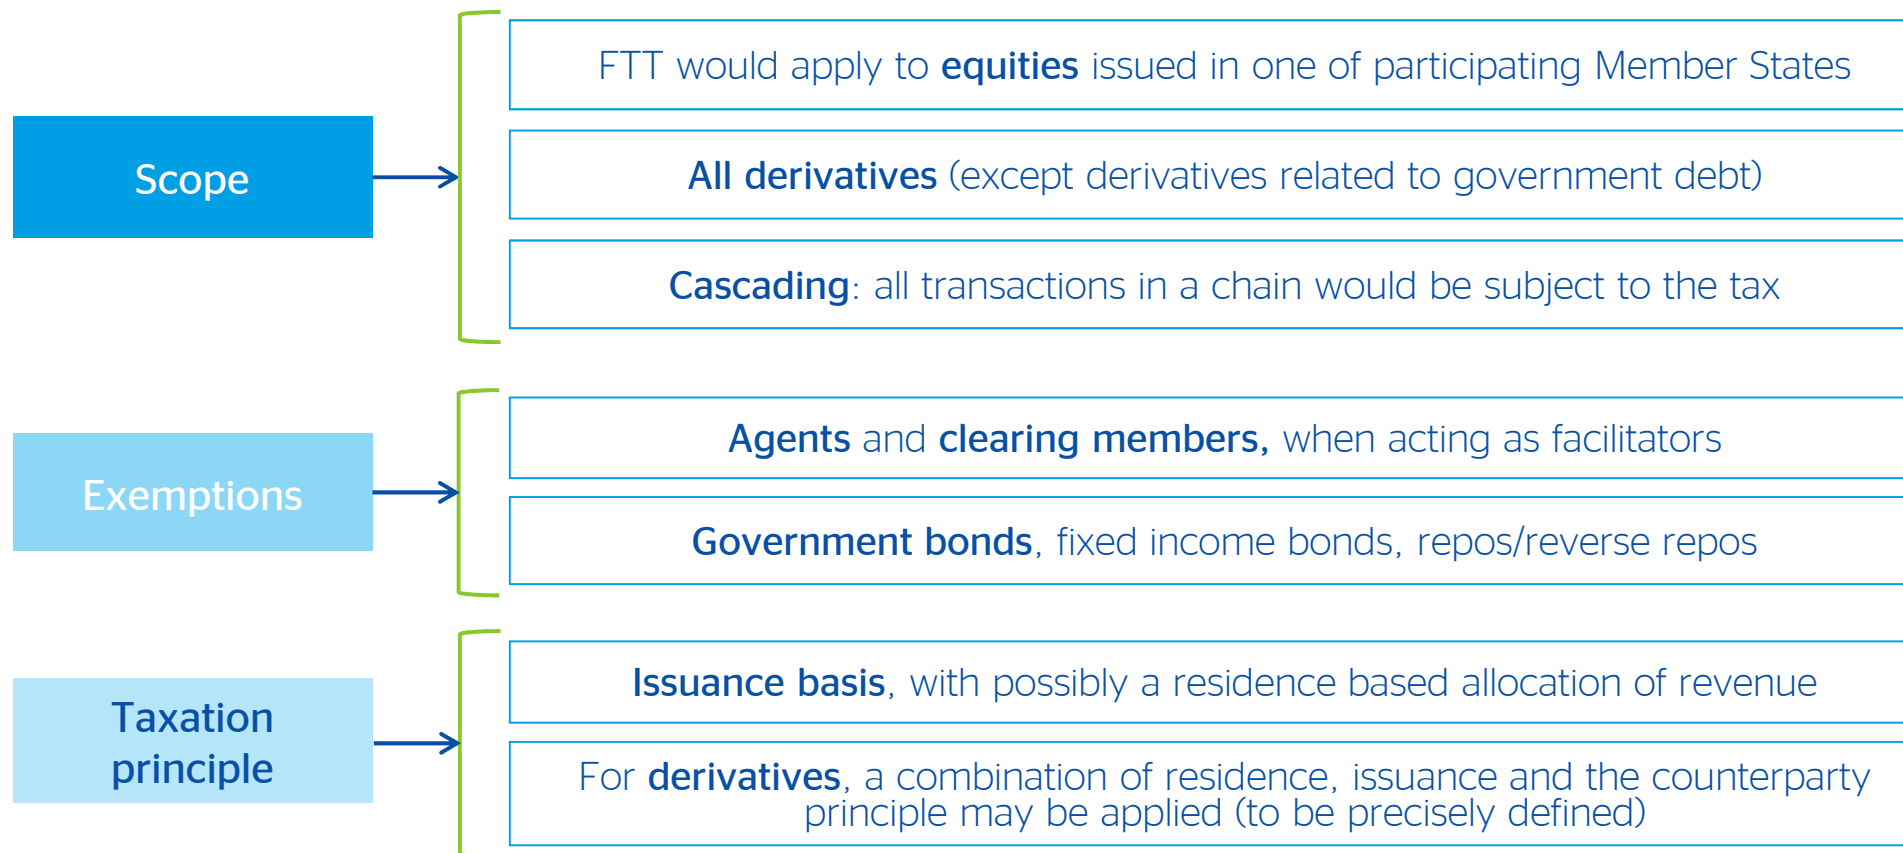 Scope
FTT would apply to equities issued in one of participating Member States
All derivatives (except derivatives related to government debt)
Cascading: all transactions in a chain would be subject to the tax
Exemptions
Agents and clearing members, when acting as facilitators
Government bonds, fixed income bonds, repos/reverse repos
Taxation
principle
Issuance basis, with possibly a residence based allocation of revenue
For derivatives, a combination of residence, issuance and the counterparty
principle may be applied (to be precisely defined)